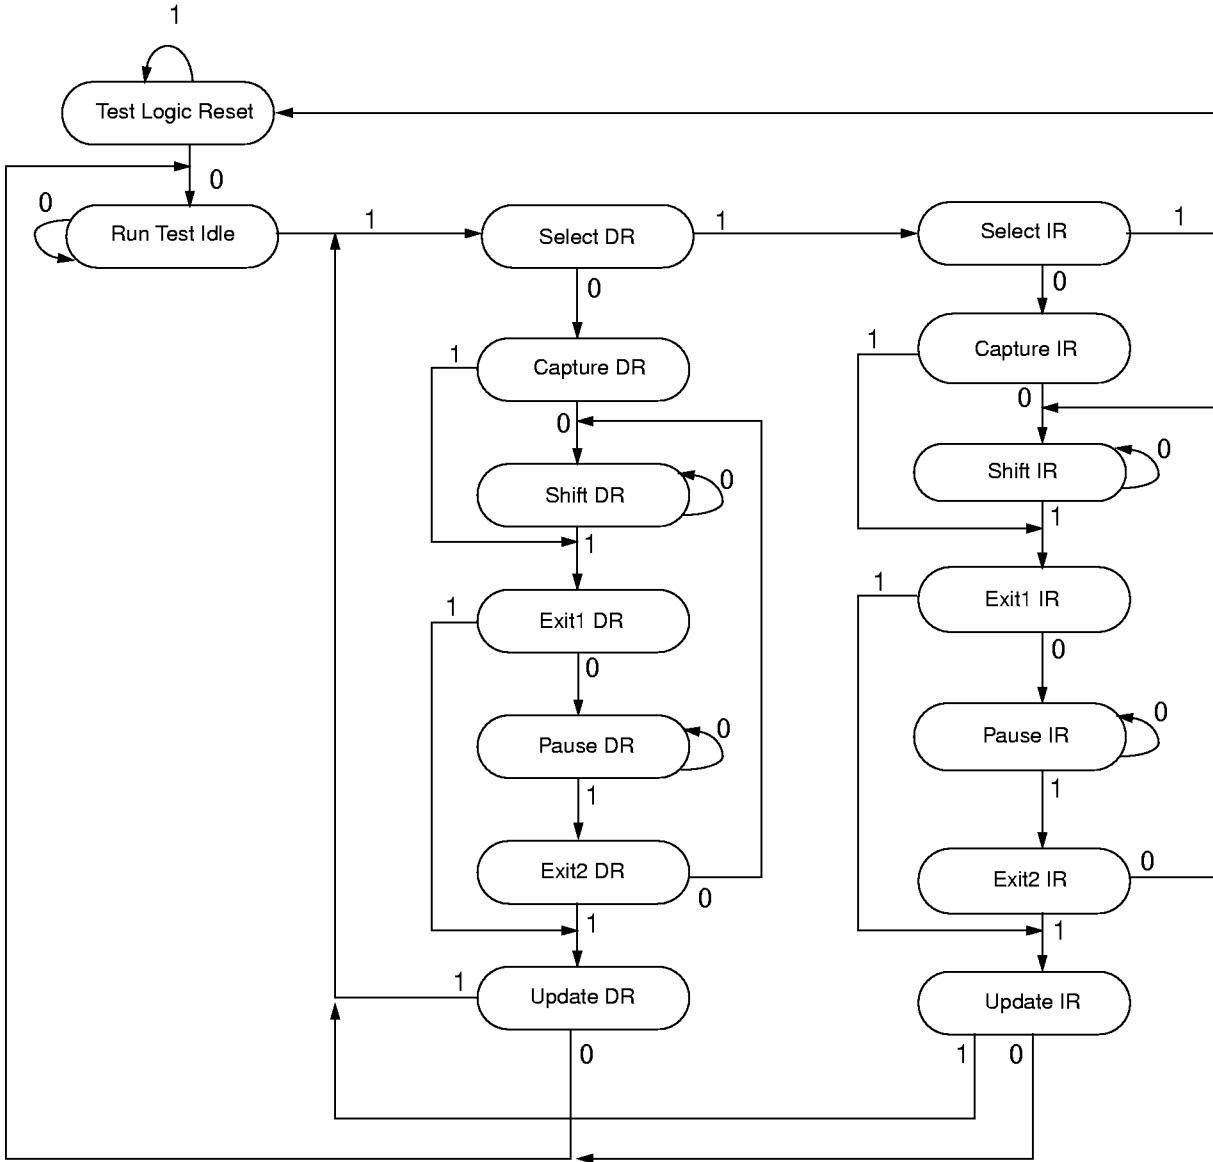 1
Test Logic Reset
0
0
Run Test Idle
1
Select DR
1
Select IR
1
0
0
1
Capture DR
1
Capture IR
0
0
Shift DR
0
Shift IR
0
1
1
1
Exit1 DR
1
Exit1 IR
0
0
Pause DR
0
Pause IR
0
1
1
Exit2 DR
0
Exit2 IR
0
1
1
1
Update DR
Update IR
0
1
0